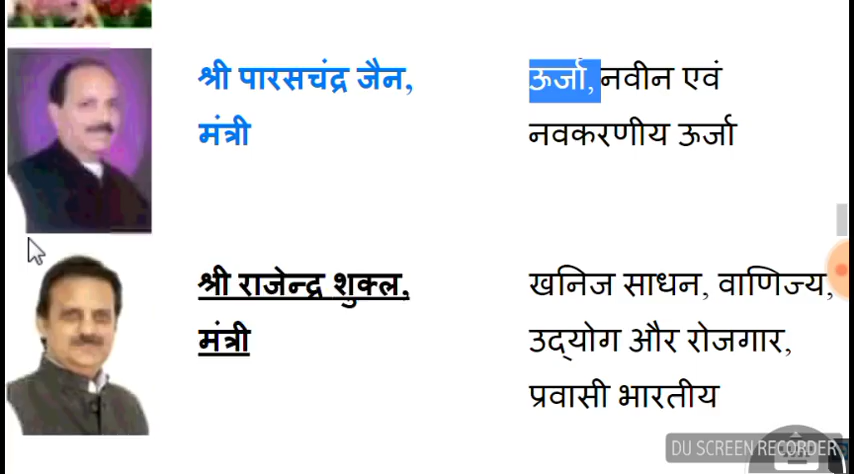 श्री पारसचंद्र जैन,
मंत्री
ऊर्जा, नवीन एवं
नवकरणीय ऊर्जा
श्री राजेन्द्र शुक्ल,
मंत्री
खनिज साधन, वाणिज्य,
उद्योग और रोजगार,
प्रवासी भारतीय
DU SCREEN RECORDER